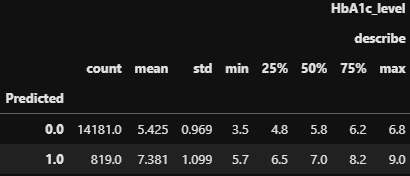 HbA1c_level
describe
count mean std min 25% 50% 75% max
Predicted
0.0 14181.0 5.425 0.969 3.5 4.8 5.8 6.2 6.8
1.0 819.0 7.381 1.099 5.7 6.5 7.0 8.2 9.0